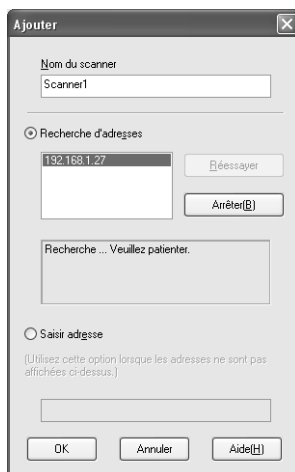 Ajouter
Nom du scanner
Scanner1
Recherche d'adresses
192.168.1.27
Réessayer
Arrêter(B)
Recherche ... Veuillez patienter.
Saisir adresse
(Utilisez cette option lorsque les adresses ne sont pas
affichées ci-dessus.)
OK
Annuler
Aide(H)